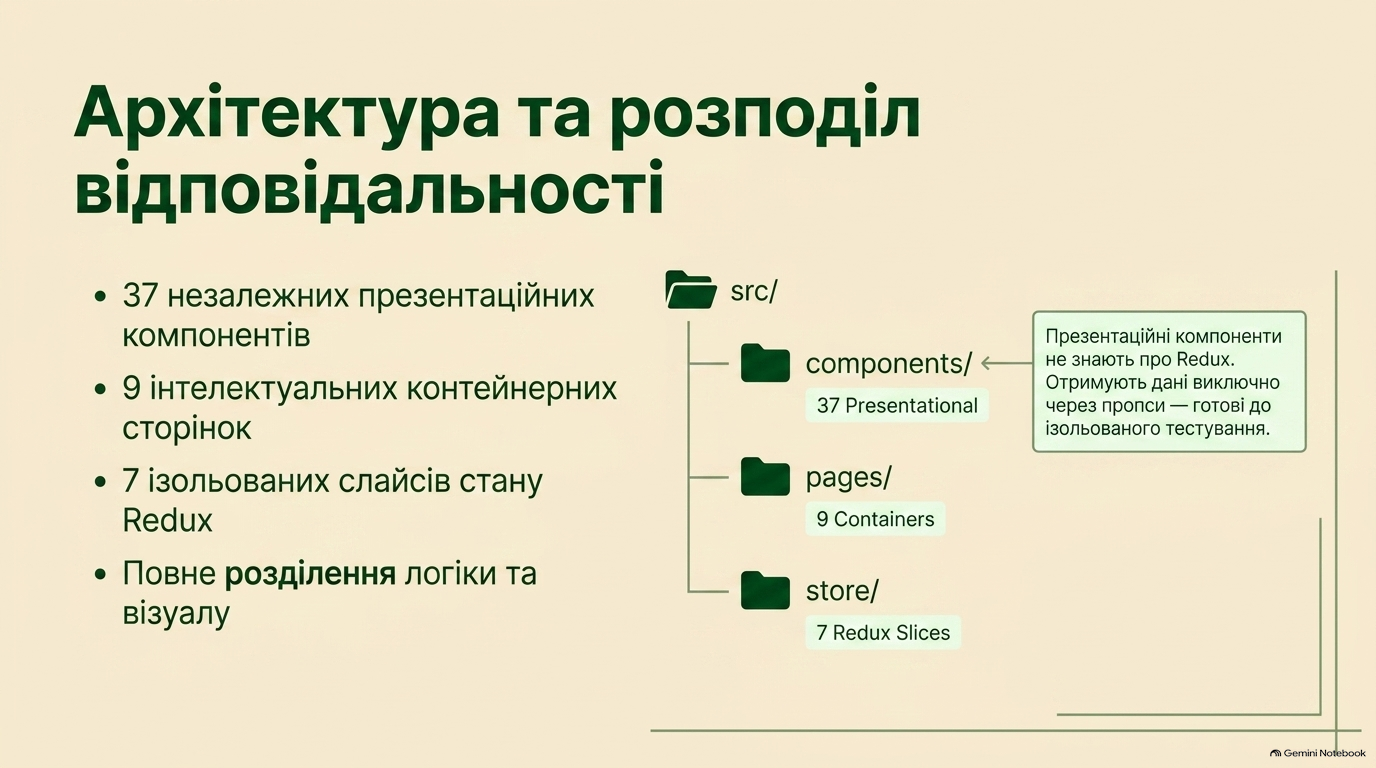 Архітектура та розподіл
відповідальності
• 37 незалежних презентаційних
компонентів
• 9 інтелектуальних контейнерних
сторінок
• 7 ізольованих слайсів стану
Redux
• Повне розділення логіки та
візуалу
src/
components/
37 Presentational
Презентаційні компоненти
не знають про Redux.
Отримують дані виключно
через пропси — готові до
ізольованого тестування.
pages/
9 Containers
store/
7 Redux Slices
Gemini Notebook